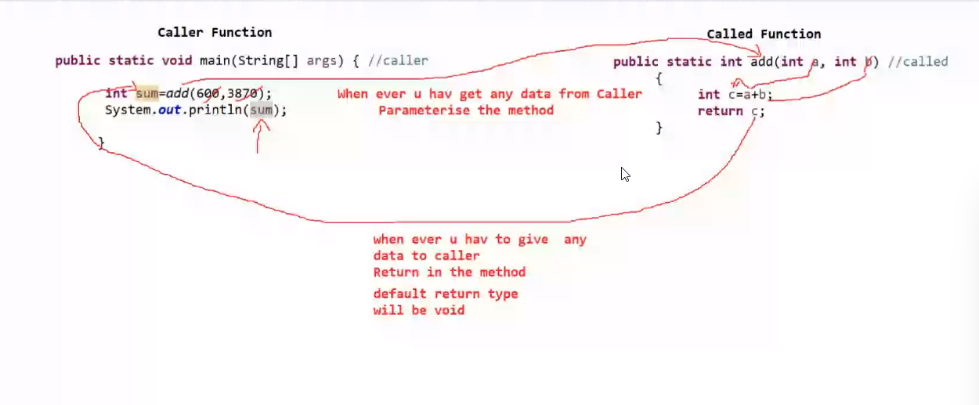 Caller Function
public static void main(String[] args) { //caller
int sum=add(600,3870);
System.out.println(sum);
}
When ever u hav get any data from Caller
Parameterise the method
Called Function
public static int add(int a, int b) //called
{
int c=a+b;
return c;
}
when ever u hav to give any
data to caller
Return in the method
default return type
will be void